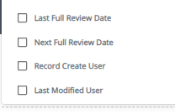 Last Full Review Date
Next Full Review Date
Record Create User
Last Modified User